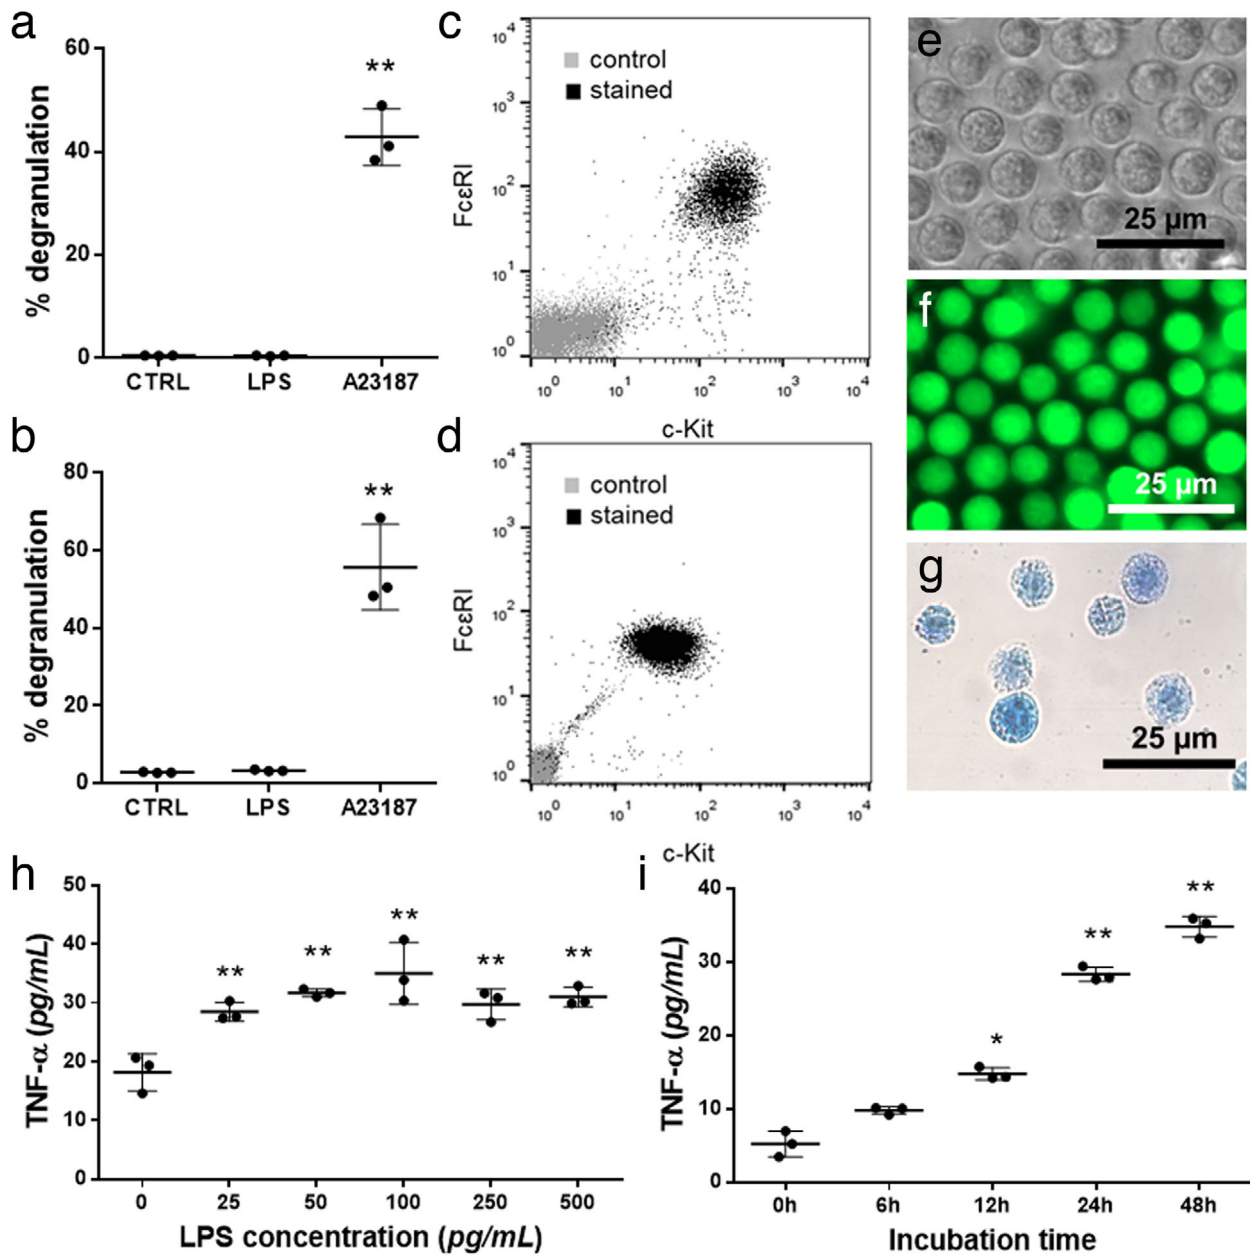 a
60
40
20
0
% degranulation
**
CTRL LPS A23187
b
80
60
40
20
0
% degranulation
**
CTRL LPS A23187
c
10⁴
10³
10²
10¹
10⁰
FcεRI
control
stained
10⁰ 10¹ 10² 10³ 10⁴
c-Kit
d
10⁴
10³
10²
10¹
10⁰
FcεRI
control
stained
10⁰ 10¹ 10² 10³ 10⁴
c-Kit
e
25 µm
f
25 µm
g
25 µm
h
50
40
30
20
10
0
TNF-α (pg/mL)
** ** ** ** **
0 25 50 100 250 500
LPS concentration (pg/mL)
i
40
30
20
10
0
TNF-α (pg/mL)
* ** **
0h 6h 12h 24h 48h
Incubation time